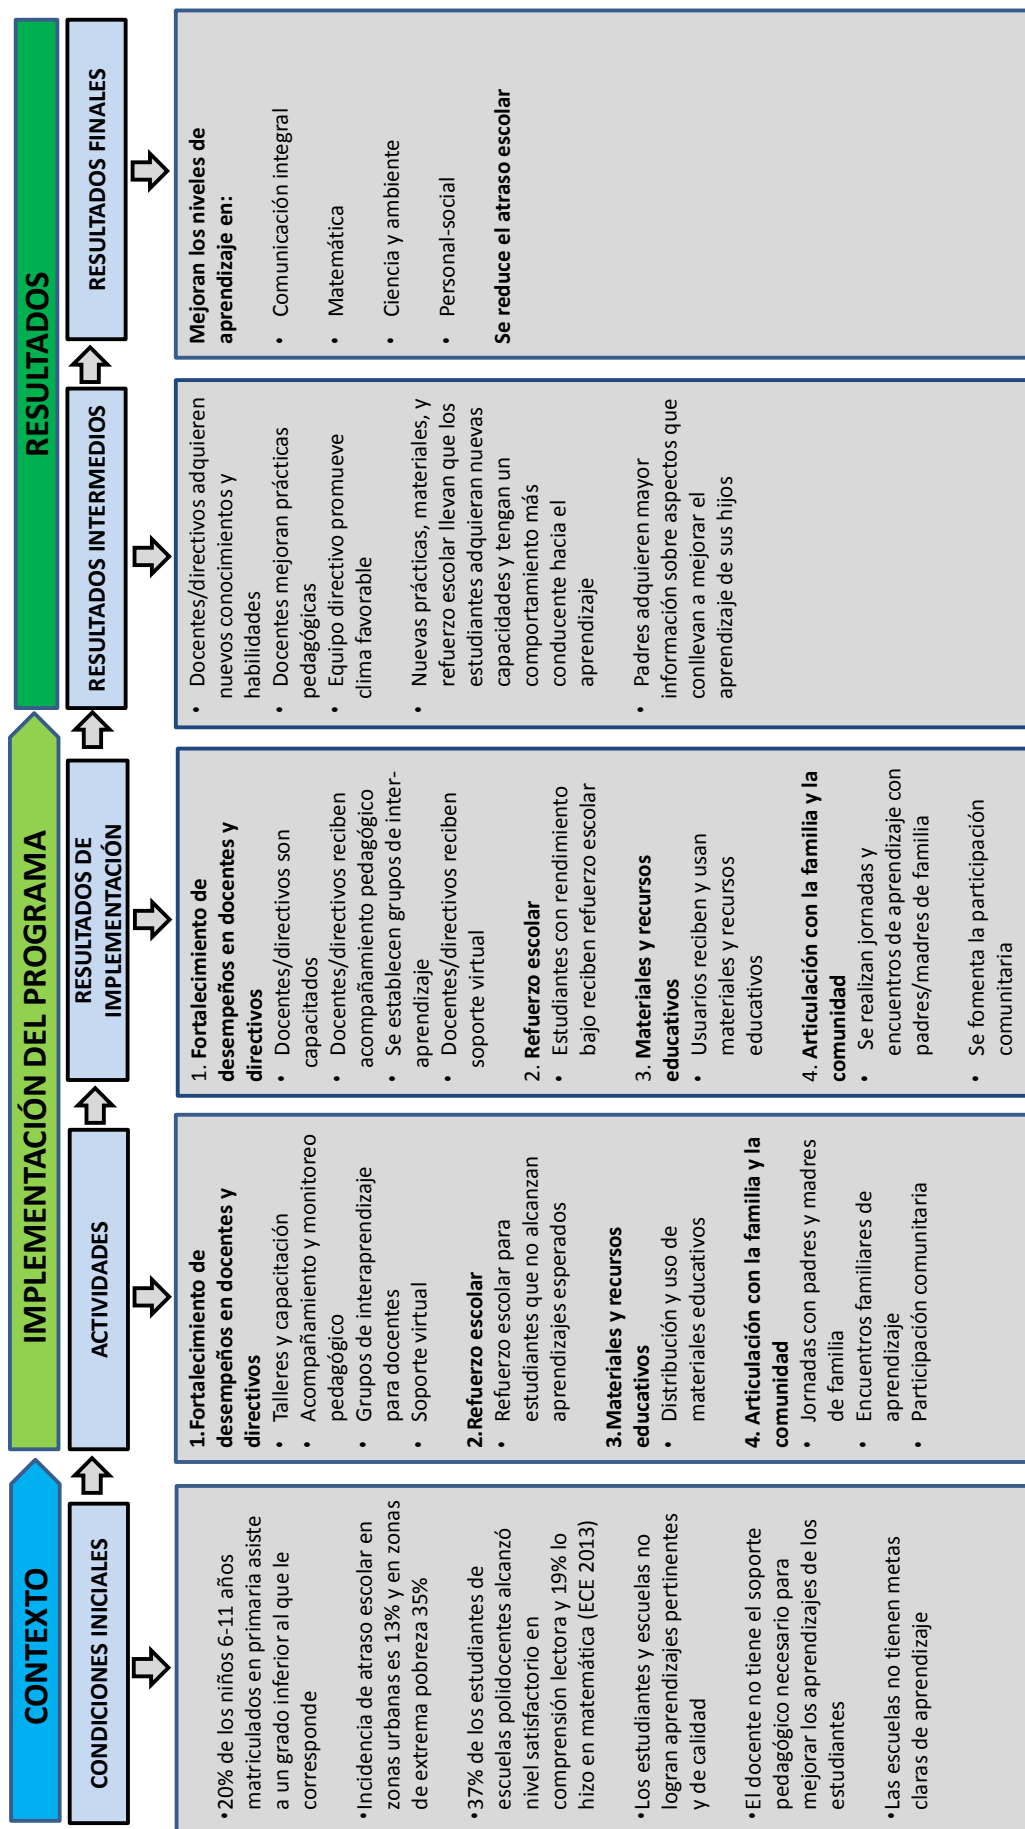 CONTEXTO
IMPLEMENTACIÓN DEL PROGRAMA
RESULTADOS
CONDICIONES INICIALES
ACTIVIDADES
RESULTADOS DE
IMPLEMENTACIÓN
RESULTADOS INTERMEDIOS
RESULTADOS FINALES
•20% de los niños 6-11 años
matriculados en primaria asiste
a un grado inferior al que le
corresponde
•Incidencia de atraso escolar en
zonas urbanas es 13% y en zonas
de extrema pobreza 35%
•37% de los estudiantes de
escuelas polidocentes alcanzó
nivel satisfactorio en
comprensión lectora y 19% lo
hizo en matemática (ECE 2013)
•Los estudiantes y escuelas no
logran aprendizajes pertinentes
y de calidad
•El docente no tiene el soporte
pedagógico necesario para
mejorar los aprendizajes de los
estudiantes
•Las escuelas no tienen metas
claras de aprendizaje
1.Fortalecimiento de
desempeños en docentes y
directivos
• Talleres y capacitación
• Acompañamiento y monitoreo
pedagógico
• Grupos de interaprendizaje
para docentes
• Soporte virtual
2.Refuerzo escolar
• Refuerzo escolar para
estudiantes que no alcanzan
aprendizajes esperados
3.Materiales y recursos
educativos
• Distribución y uso de
materiales educativos
4. Articulación con la familia y la
comunidad
• Jornadas con padres y madres
de familia
• Encuentros familiares de
aprendizaje
• Participación comunitaria
1. Fortalecimiento de
desempeños en docentes y
directivos
• Docentes/directivos son
capacitados
• Docentes/directivos reciben
acompañamiento pedagógico
• Se establecen grupos de inter-
aprendizaje
• Docentes/directivos reciben
soporte virtual
2. Refuerzo escolar
• Estudiantes con rendimiento
bajo reciben refuerzo escolar
3. Materiales y recursos
educativos
• Usuarios reciben y usan
materiales y recursos
educativos
4. Articulación con la familia y la
comunidad
• Se realizan jornadas y
encuentros de aprendizaje con
padres/madres de familia
• Se fomenta la participación
comunitaria
• Docentes/directivos adquieren
nuevos conocimientos y
habilidades
• Docentes mejoran prácticas
pedagógicas
• Equipo directivo promueve
clima favorable
• Nuevas prácticas, materiales, y
refuerzo escolar llevan que los
estudiantes adquieran nuevas
capacidades y tengan un
comportamiento más
conducente hacia el
aprendizaje
• Padres adquieren mayor
información sobre aspectos que
conllevan a mejorar el
aprendizaje de sus hijos
Mejoran los niveles de
aprendizaje en:
• Comunicación integral
• Matemática
• Ciencia y ambiente
• Personal-social
Se reduce el atraso escolar